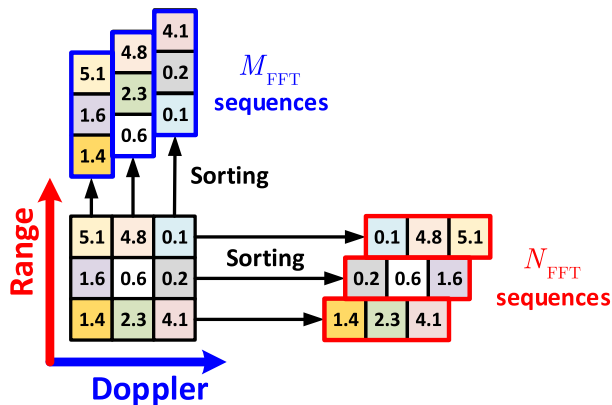 4.1
4.8
5.1
0.2
2.3
1.6
0.1
0.6
1.4
M_FFT
sequences
Sorting
Range
5.1 4.8 0.1
1.6 0.6 0.2
1.4 2.3 4.1
Sorting
0.1 4.8 5.1
0.2 0.6 1.6
1.4 2.3 4.1
N_FFT
sequences
Doppler